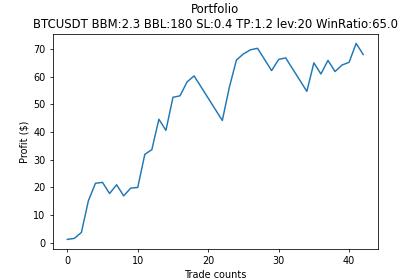 Portfolio
BTCUSDT BBM:2.3 BBL:180 SL:0.4 TP:1.2 lev:20 WinRatio:65.0
70
60
50
40
30
20
10
0
Profit ($)
0 10 20 30 40
Trade counts